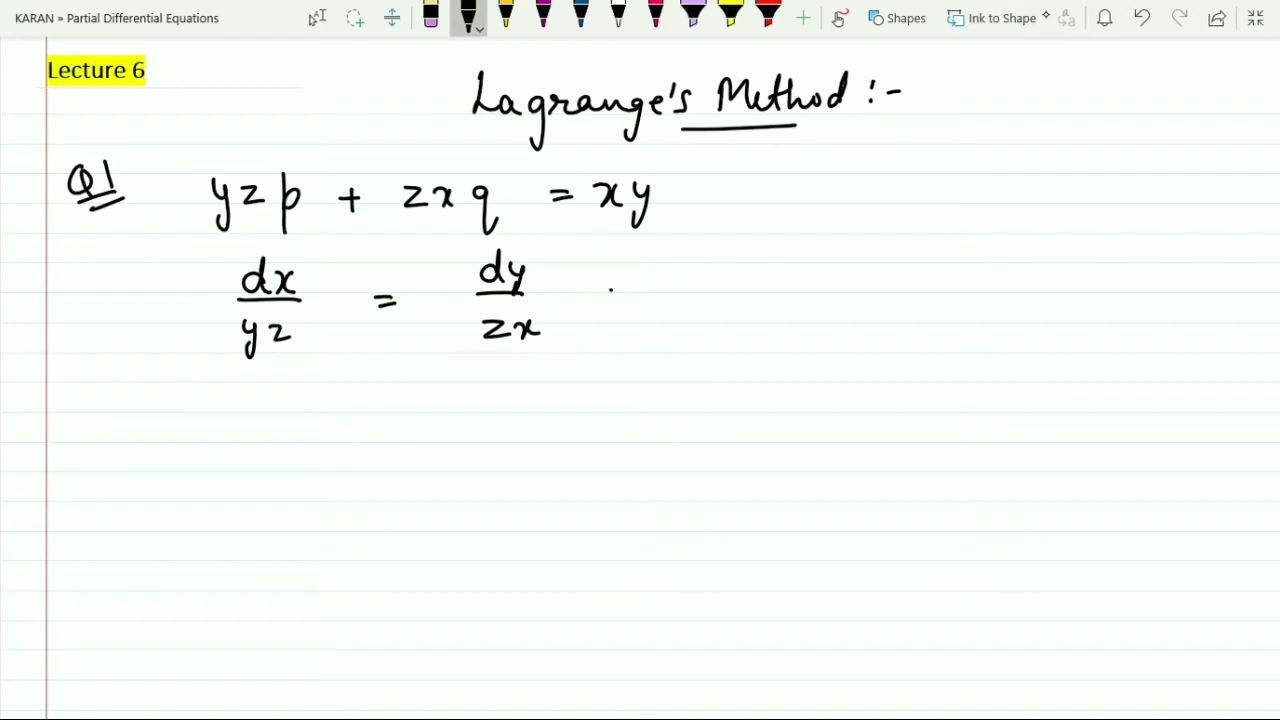 KARAN » Partial Differential Equations Shapes Ink to Shape
Lecture 6
Lagrange's Method :-
Q1 yzp + zxq = xy
dx/yz = dy/zx